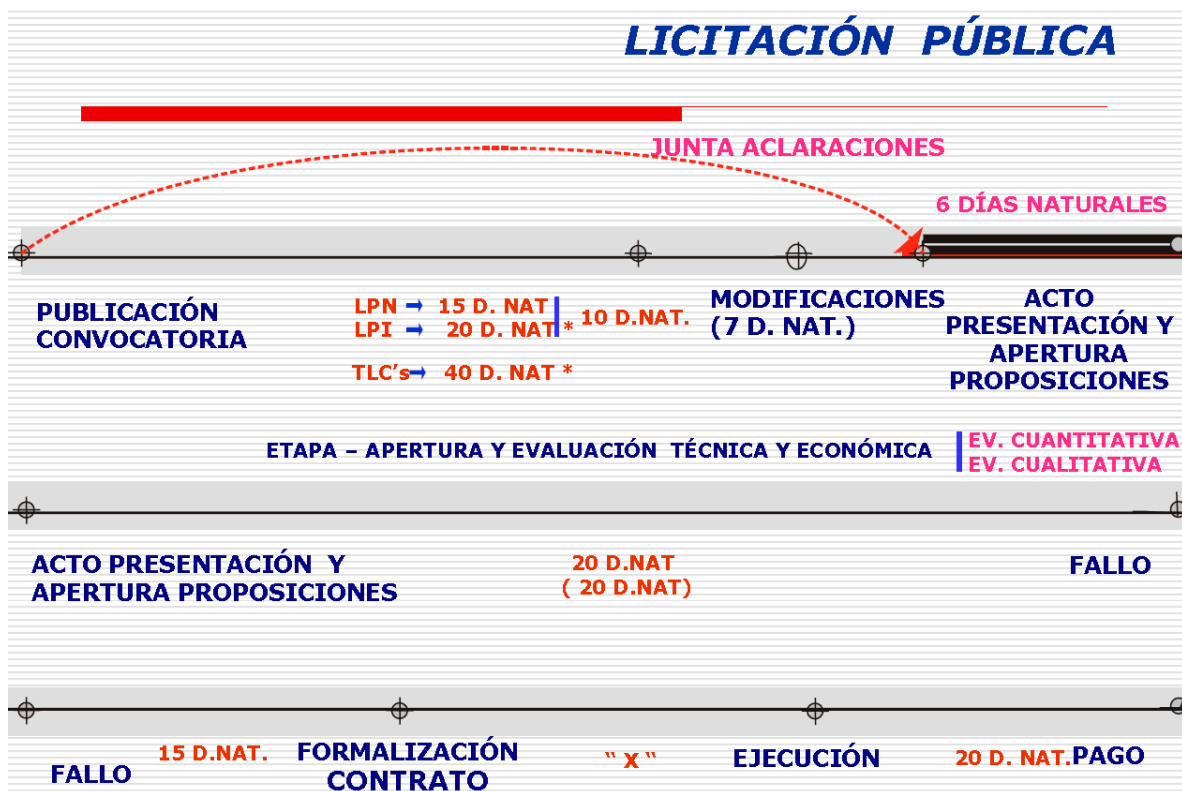 LICITACIÓN PÚBLICA
JUNTA ACLARACIONES
6 DÍAS NATURALES
PUBLICACIÓN
CONVOCATORIA
LPN → 15 D. NAT
LPI → 20 D. NAT *
10 D.NAT.
TLC’s→ 40 D. NAT *
MODIFICACIONES
(7 D. NAT.)
ACTO
PRESENTACIÓN Y
APERTURA
PROPOSICIONES
ETAPA – APERTURA Y EVALUACIÓN TÉCNICA Y ECONÓMICA
EV. CUANTITATIVA
EV. CUALITATIVA
ACTO PRESENTACIÓN Y
APERTURA PROPOSICIONES
20 D.NAT
( 20 D.NAT)
FALLO
FALLO
15 D.NAT.
FORMALIZACIÓN
CONTRATO
“ X “
EJECUCIÓN
20 D. NAT.
PAGO